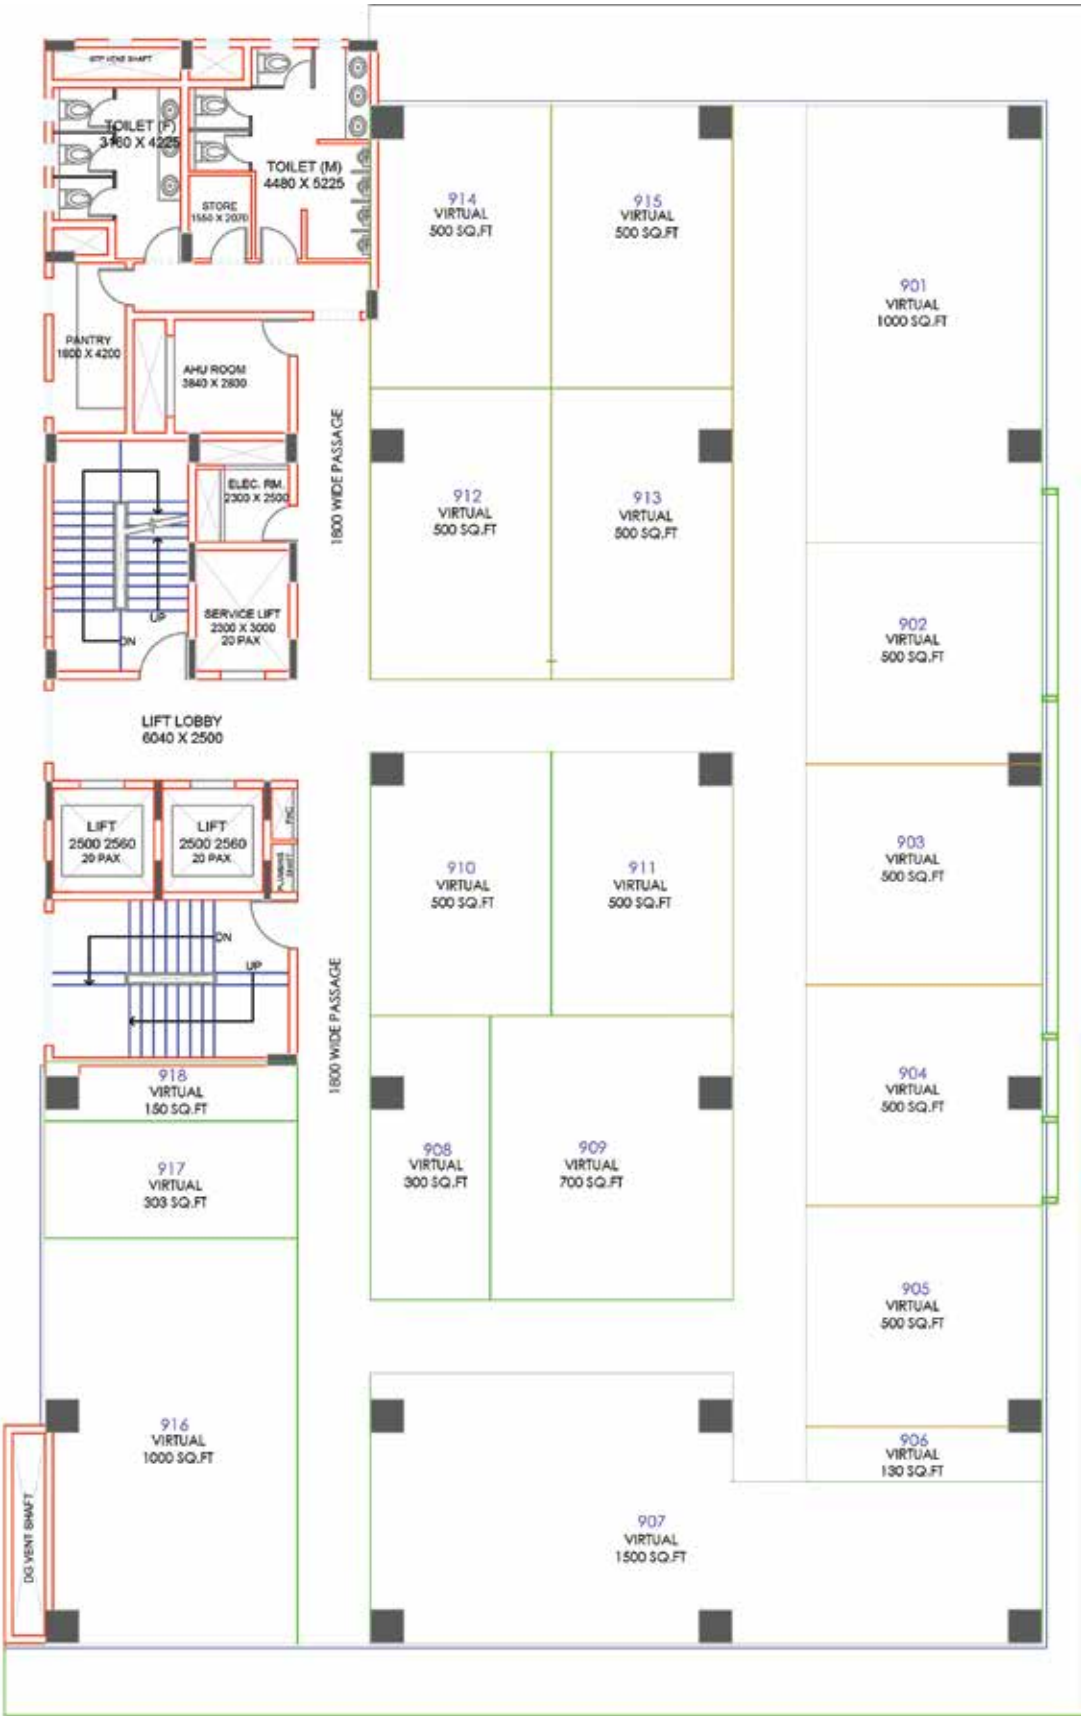 STP VENT SHAFT
TOILET (F)
3160 X 4225
TOILET (M)
4480 X 5225
STORE
1550 X 2070
PANTRY
1800 X 4200
AHU ROOM
3840 X 2800
ELEC. RM.
2300 X 2500
1800 WIDE PASSAGE
SERVICE LIFT
2300 X 3000
20 PAX
UP
DN
LIFT LOBBY
6040 X 2500
LIFT
2500 2560
20 PAX
LIFT
2500 2560
20 PAX
PLUMBING
SHAFT
DN
UP
1800 WIDE PASSAGE
914
VIRTUAL
500 SQ.FT
915
VIRTUAL
500 SQ.FT
901
VIRTUAL
1000 SQ.FT
912
VIRTUAL
500 SQ.FT
913
VIRTUAL
500 SQ.FT
902
VIRTUAL
500 SQ.FT
910
VIRTUAL
500 SQ.FT
911
VIRTUAL
500 SQ.FT
903
VIRTUAL
500 SQ.FT
904
VIRTUAL
500 SQ.FT
918
VIRTUAL
150 SQ.FT
917
VIRTUAL
303 SQ.FT
908
VIRTUAL
300 SQ.FT
909
VIRTUAL
700 SQ.FT
905
VIRTUAL
500 SQ.FT
916
VIRTUAL
1000 SQ.FT
906
VIRTUAL
130 SQ.FT
907
VIRTUAL
1500 SQ.FT
DG VENT SHAFT